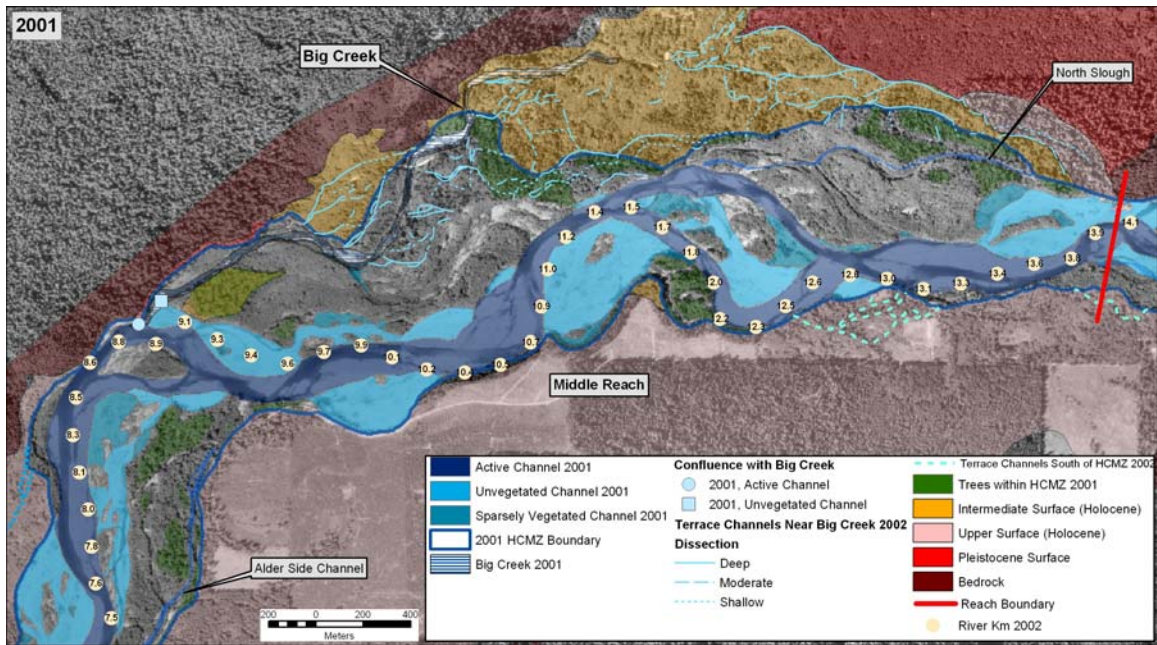 2001
Big Creek
North Slough
11.5
11.4
11.7
11.2
11.8
14.1
13.9
13.8
13.6
13.4
13.3
13.1
13.0
12.8
12.6
12.5
12.3
12.2
11.0
10.9
10.7
10.4
10.2
10.1
9.9
9.7
9.6
9.4
9.3
9.1
8.9
8.8
8.6
8.5
8.3
8.1
8.0
7.8
7.6
7.5
Middle Reach
Alder Side Channel
200 0 200 400
Meters
Active Channel 2001
Unvegetated Channel 2001
Sparsely Vegetated Channel 2001
2001 HCMZ Boundary
Big Creek 2001
Confluence with Big Creek
2001, Active Channel
2001, Unvegetated Channel
Terrace Channels Near Big Creek 2002
Dissection
Deep
Moderate
Shallow
Terrace Channels South of HCMZ 2002
Trees within HCMZ 2001
Intermediate Surface (Holocene)
Upper Surface (Holocene)
Pleistocene Surface
Bedrock
Reach Boundary
River Km 2002